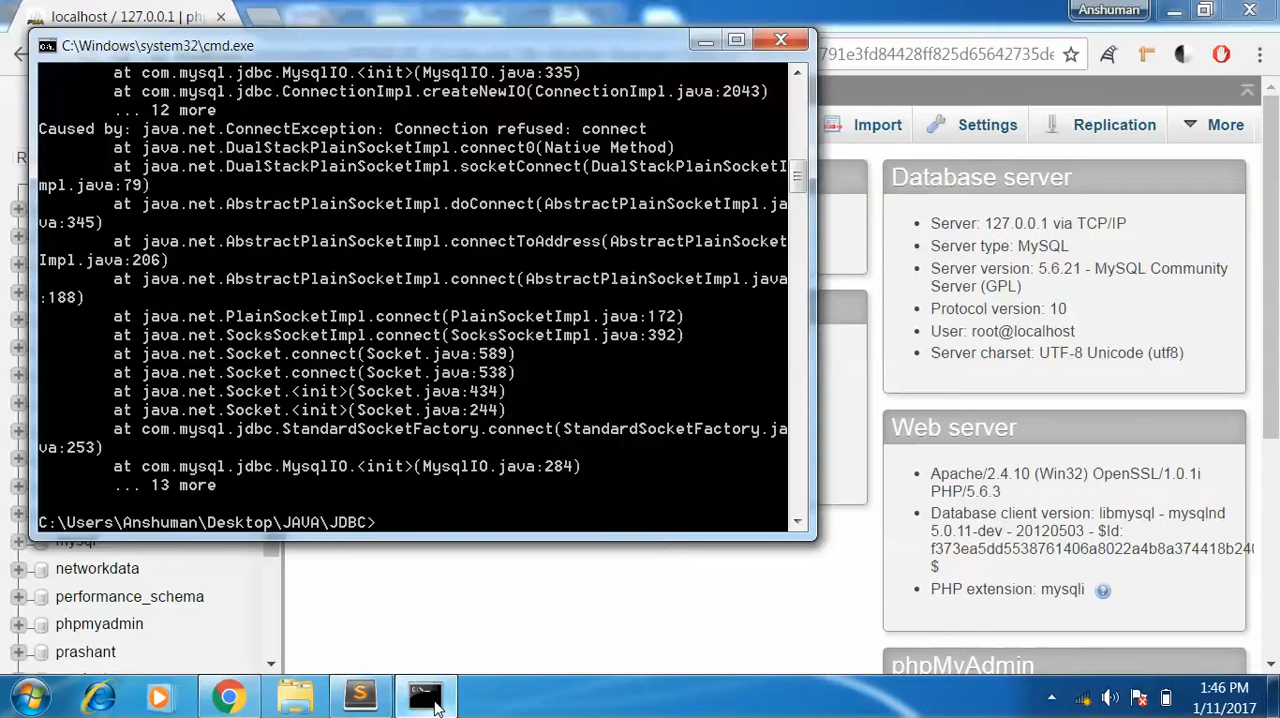 localhost / 127.0.0.1 | ph
Anshuman
C:\Windows\system32\cmd.exe
791e3fd84428ff825d65642735de
at com.mysql.jdbc.MysqlIO.<init>(MysqlIO.java:335)
at com.mysql.jdbc.ConnectionImpl.createNewIO(ConnectionImpl.java:2043)
... 12 more
Caused by: java.net.ConnectException: Connection refused: connect
at java.net.DualStackPlainSocketImpl.connect0(Native Method)
at java.net.DualStackPlainSocketImpl.socketConnect(DualStackPlainSocketI
mpl.java:79)
at java.net.AbstractPlainSocketImpl.doConnect(AbstractPlainSocketImpl.ja
va:345)
at java.net.AbstractPlainSocketImpl.connectToAddress(AbstractPlainSocket
Impl.java:206)
at java.net.AbstractPlainSocketImpl.connect(AbstractPlainSocketImpl.java
:188)
at java.net.PlainSocketImpl.connect(PlainSocketImpl.java:172)
at java.net.SocksSocketImpl.connect(SocksSocketImpl.java:392)
at java.net.Socket.connect(Socket.java:589)
at java.net.Socket.connect(Socket.java:538)
at java.net.Socket.<init>(Socket.java:434)
at java.net.Socket.<init>(Socket.java:244)
at com.mysql.jdbc.StandardSocketFactory.connect(StandardSocketFactory.ja
va:253)
at com.mysql.jdbc.MysqlIO.<init>(MysqlIO.java:284)
... 13 more
C:\Users\Anshuman\Desktop\JAVA\JDBC>
Import Settings Replication More
Database server
Server: 127.0.0.1 via TCP/IP
Server type: MySQL
Server version: 5.6.21 - MySQL Community
Server (GPL)
Protocol version: 10
User: root@localhost
Server charset: UTF-8 Unicode (utf8)
Web server
Apache/2.4.10 (Win32) OpenSSL/1.0.1i
PHP/5.6.3
Database client version: libmysql - mysqlnd
5.0.11-dev - 20120503 - $Id:
f373ea5dd5538761406a8022a4b8a374418b240
$
PHP extension: mysqli
phpMyAdmin
mysql
networkdata
performance_schema
phpmyadmin
prashant
1:46 PM
1/11/2017